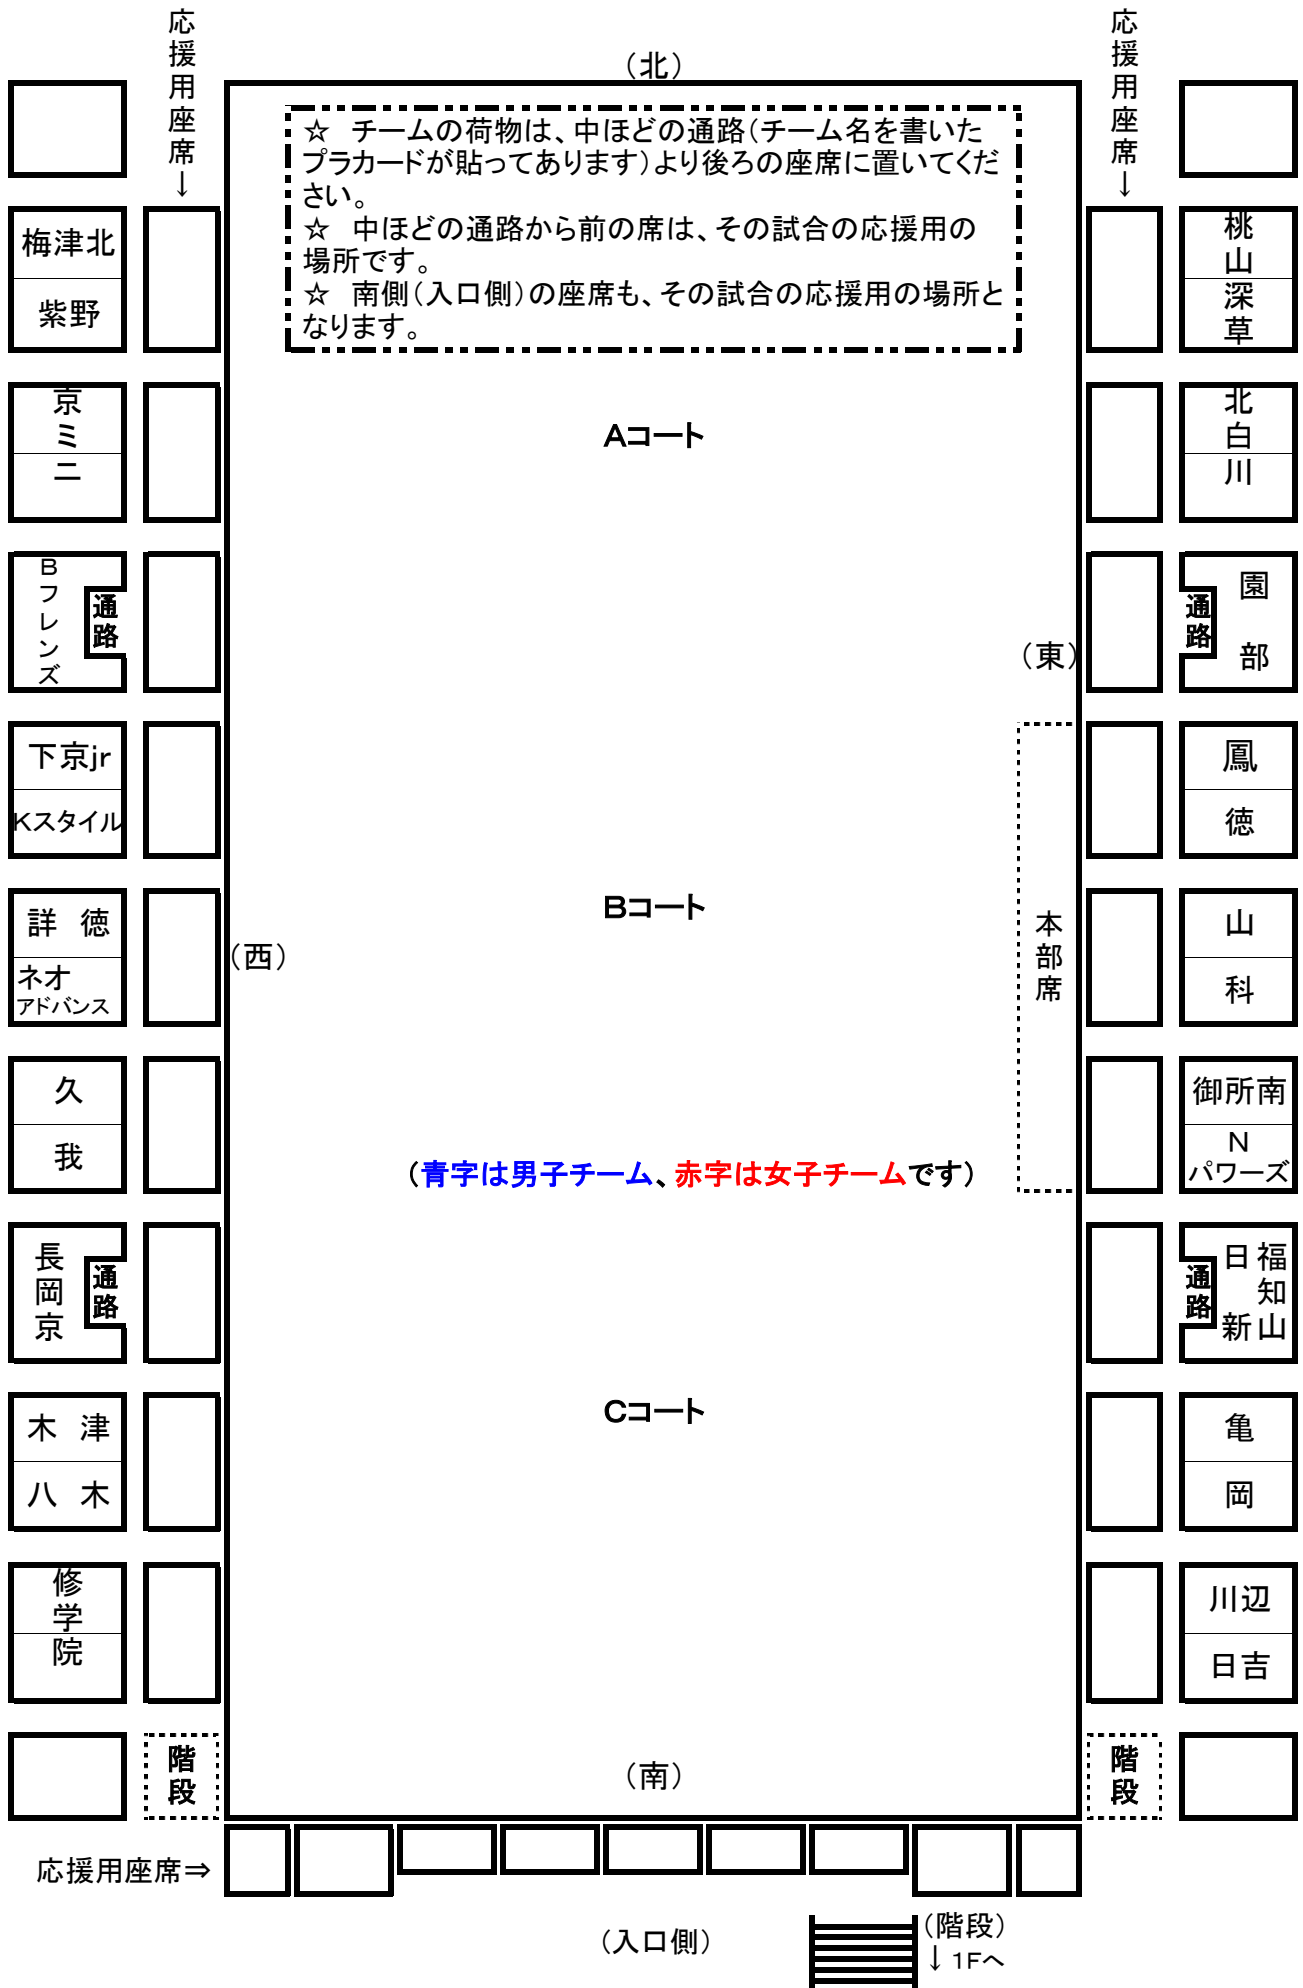 応援用座席↓
応援用座席↓
（北）
☆　チームの荷物は、中ほどの通路（チーム名を書いた
プラカードが貼ってあります）より後ろの座席に置いてくだ
さい。
☆　中ほどの通路から前の席は、その試合の応援用の
場所です。
☆　南側（入口側）の座席も、その試合の応援用の場所と
なります。
梅津北
紫野
桃山
深草
京ミニ
北白川
Aコート
Bフレンズ
通路
通路
園部
（東）
下京jr
Kスタイル
鳳徳
詳徳
ネオ
アドバンス
（西）
Bコート
本部席
山科
久我
御所南
N
パワーズ
（青字は男子チーム、赤字は女子チームです）
長岡京
通路
通路
福知山
日新
Cコート
木津
八木
亀岡
修学院
川辺
日吉
階段
（南）
階段
応援用座席⇒
（入口側）
（階段）
↓1Fへ